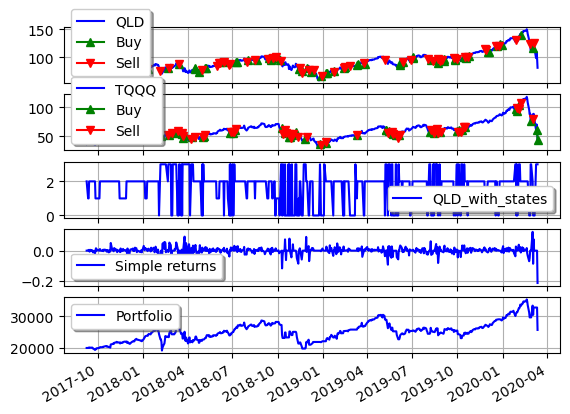 QLD
Buy
Sell
100
50
TQQQ
Buy
Sell
100
50
2
0
QLD_with_states
0.0
−0.2
Simple returns
30000
20000
Portfolio
2017-10 2018-01 2018-04 2018-07 2018-10 2019-01 2019-04 2019-07 2019-10 2020-01 2020-04